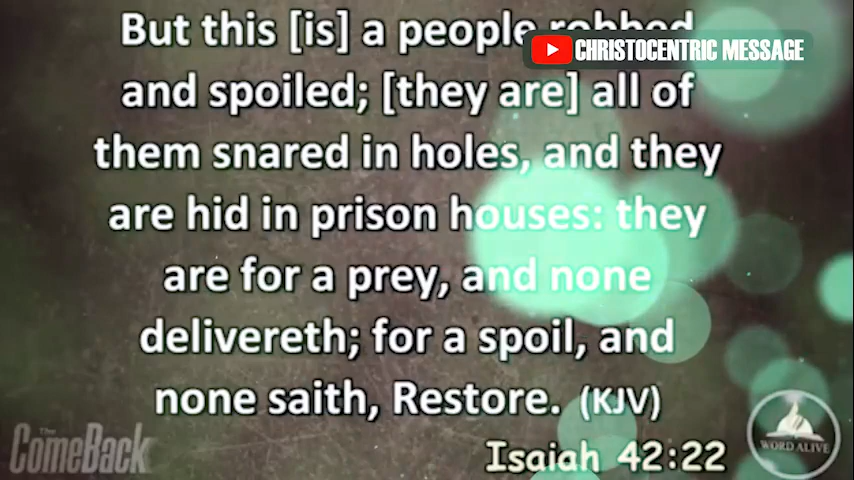 But this [is] a people robbed
CHRISTOCENTRIC MESSAGE
and spoiled; [they are] all of
them snared in holes, and they
are hid in prison houses: they
are for a prey, and none
delivereth; for a spoil, and
none saith, Restore. (KJV)
Isaiah 42:22
The
ComeBack
WORD ALIVE